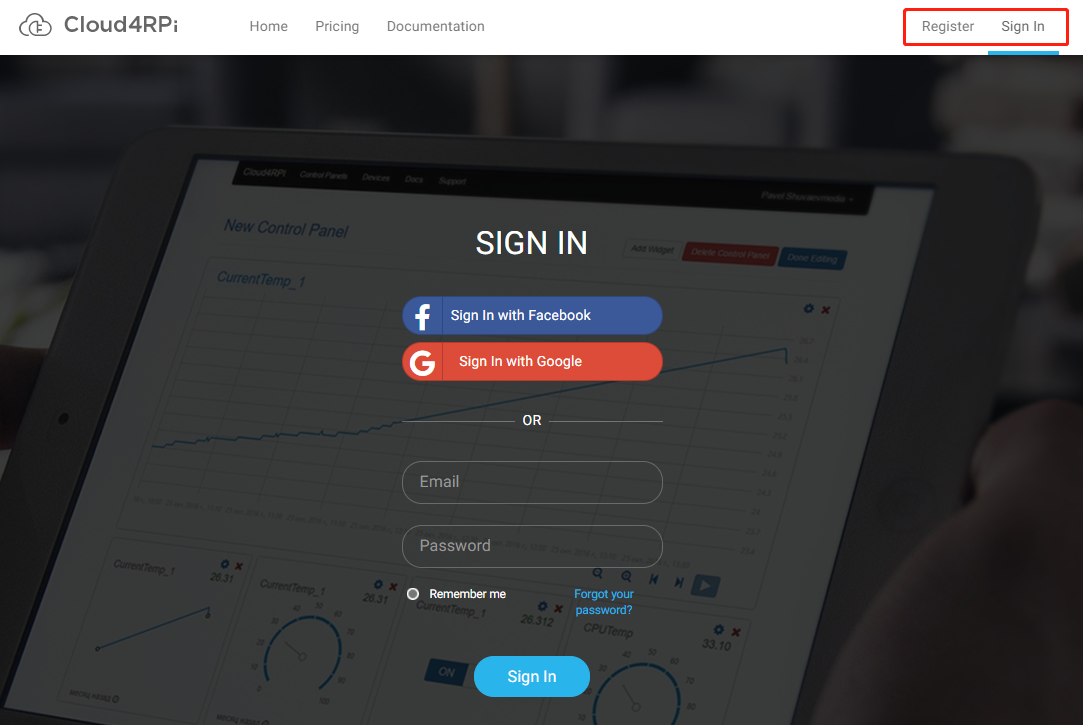 Cloud4RPi
Home Pricing Documentation
Register Sign In
Cloud4RPI Control Panels Devices Docs Support
Pavel Shuvaevmedia
New Control Panel
Add Widget Delete Control Panel Done Editing
CurrentTemp_1
SIGN IN
Sign In with Facebook
Sign In with Google
OR
Email
Password
Remember me
Forgot your
password?
CurrentTemp_1
26.31
CurrentTemp_1
26.31
CurrentTemp_1
26.312
CPUTemp
33.10
ON
Sign In